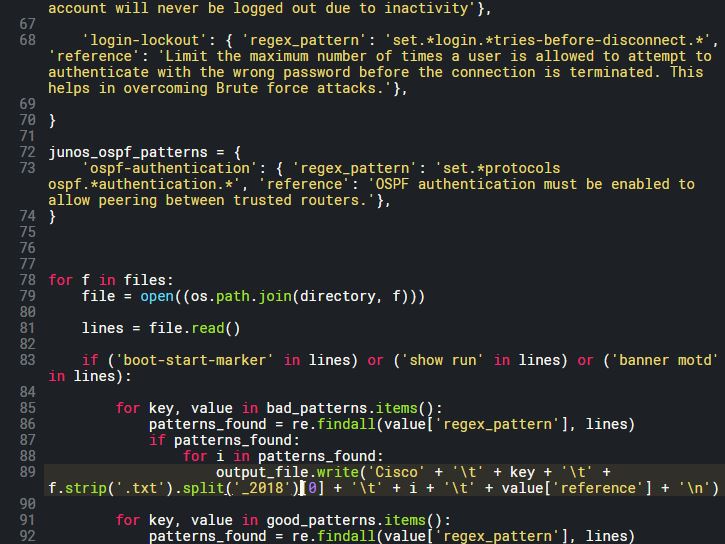 account will never be logged out due to inactivity'},
67
68     'login-lockout': { 'regex_pattern': 'set.*login.*tries-before-disconnect.*',
'reference': 'Limit the maximum number of times a user is allowed to attempt to
authenticate with the wrong password before the connection is terminated. This
helps in overcoming Brute force attacks.'},
69
70 }
71
72 junos_ospf_patterns = {
73     'ospf-authentication': { 'regex_pattern': 'set.*protocols
ospf.*authentication.*', 'reference': 'OSPF authentication must be enabled to
allow peering between trusted routers.'},
74 }
75
76
77
78 for f in files:
79     file = open((os.path.join(directory, f)))
80
81     lines = file.read()
82
83     if ('boot-start-marker' in lines) or ('show run' in lines) or ('banner motd'
in lines):
84
85         for key, value in bad_patterns.items():
86             patterns_found = re.findall(value['regex_pattern'], lines)
87             if patterns_found:
88                 for i in patterns_found:
89                     output_file.write('Cisco' + '\t' + key + '\t' +
f.strip('.txt').split('_2018')[0] + '\t' + i + '\t' + value['reference'] + '\n')
90
91         for key, value in good_patterns.items():
92             patterns_found = re.findall(value['regex_pattern'], lines)